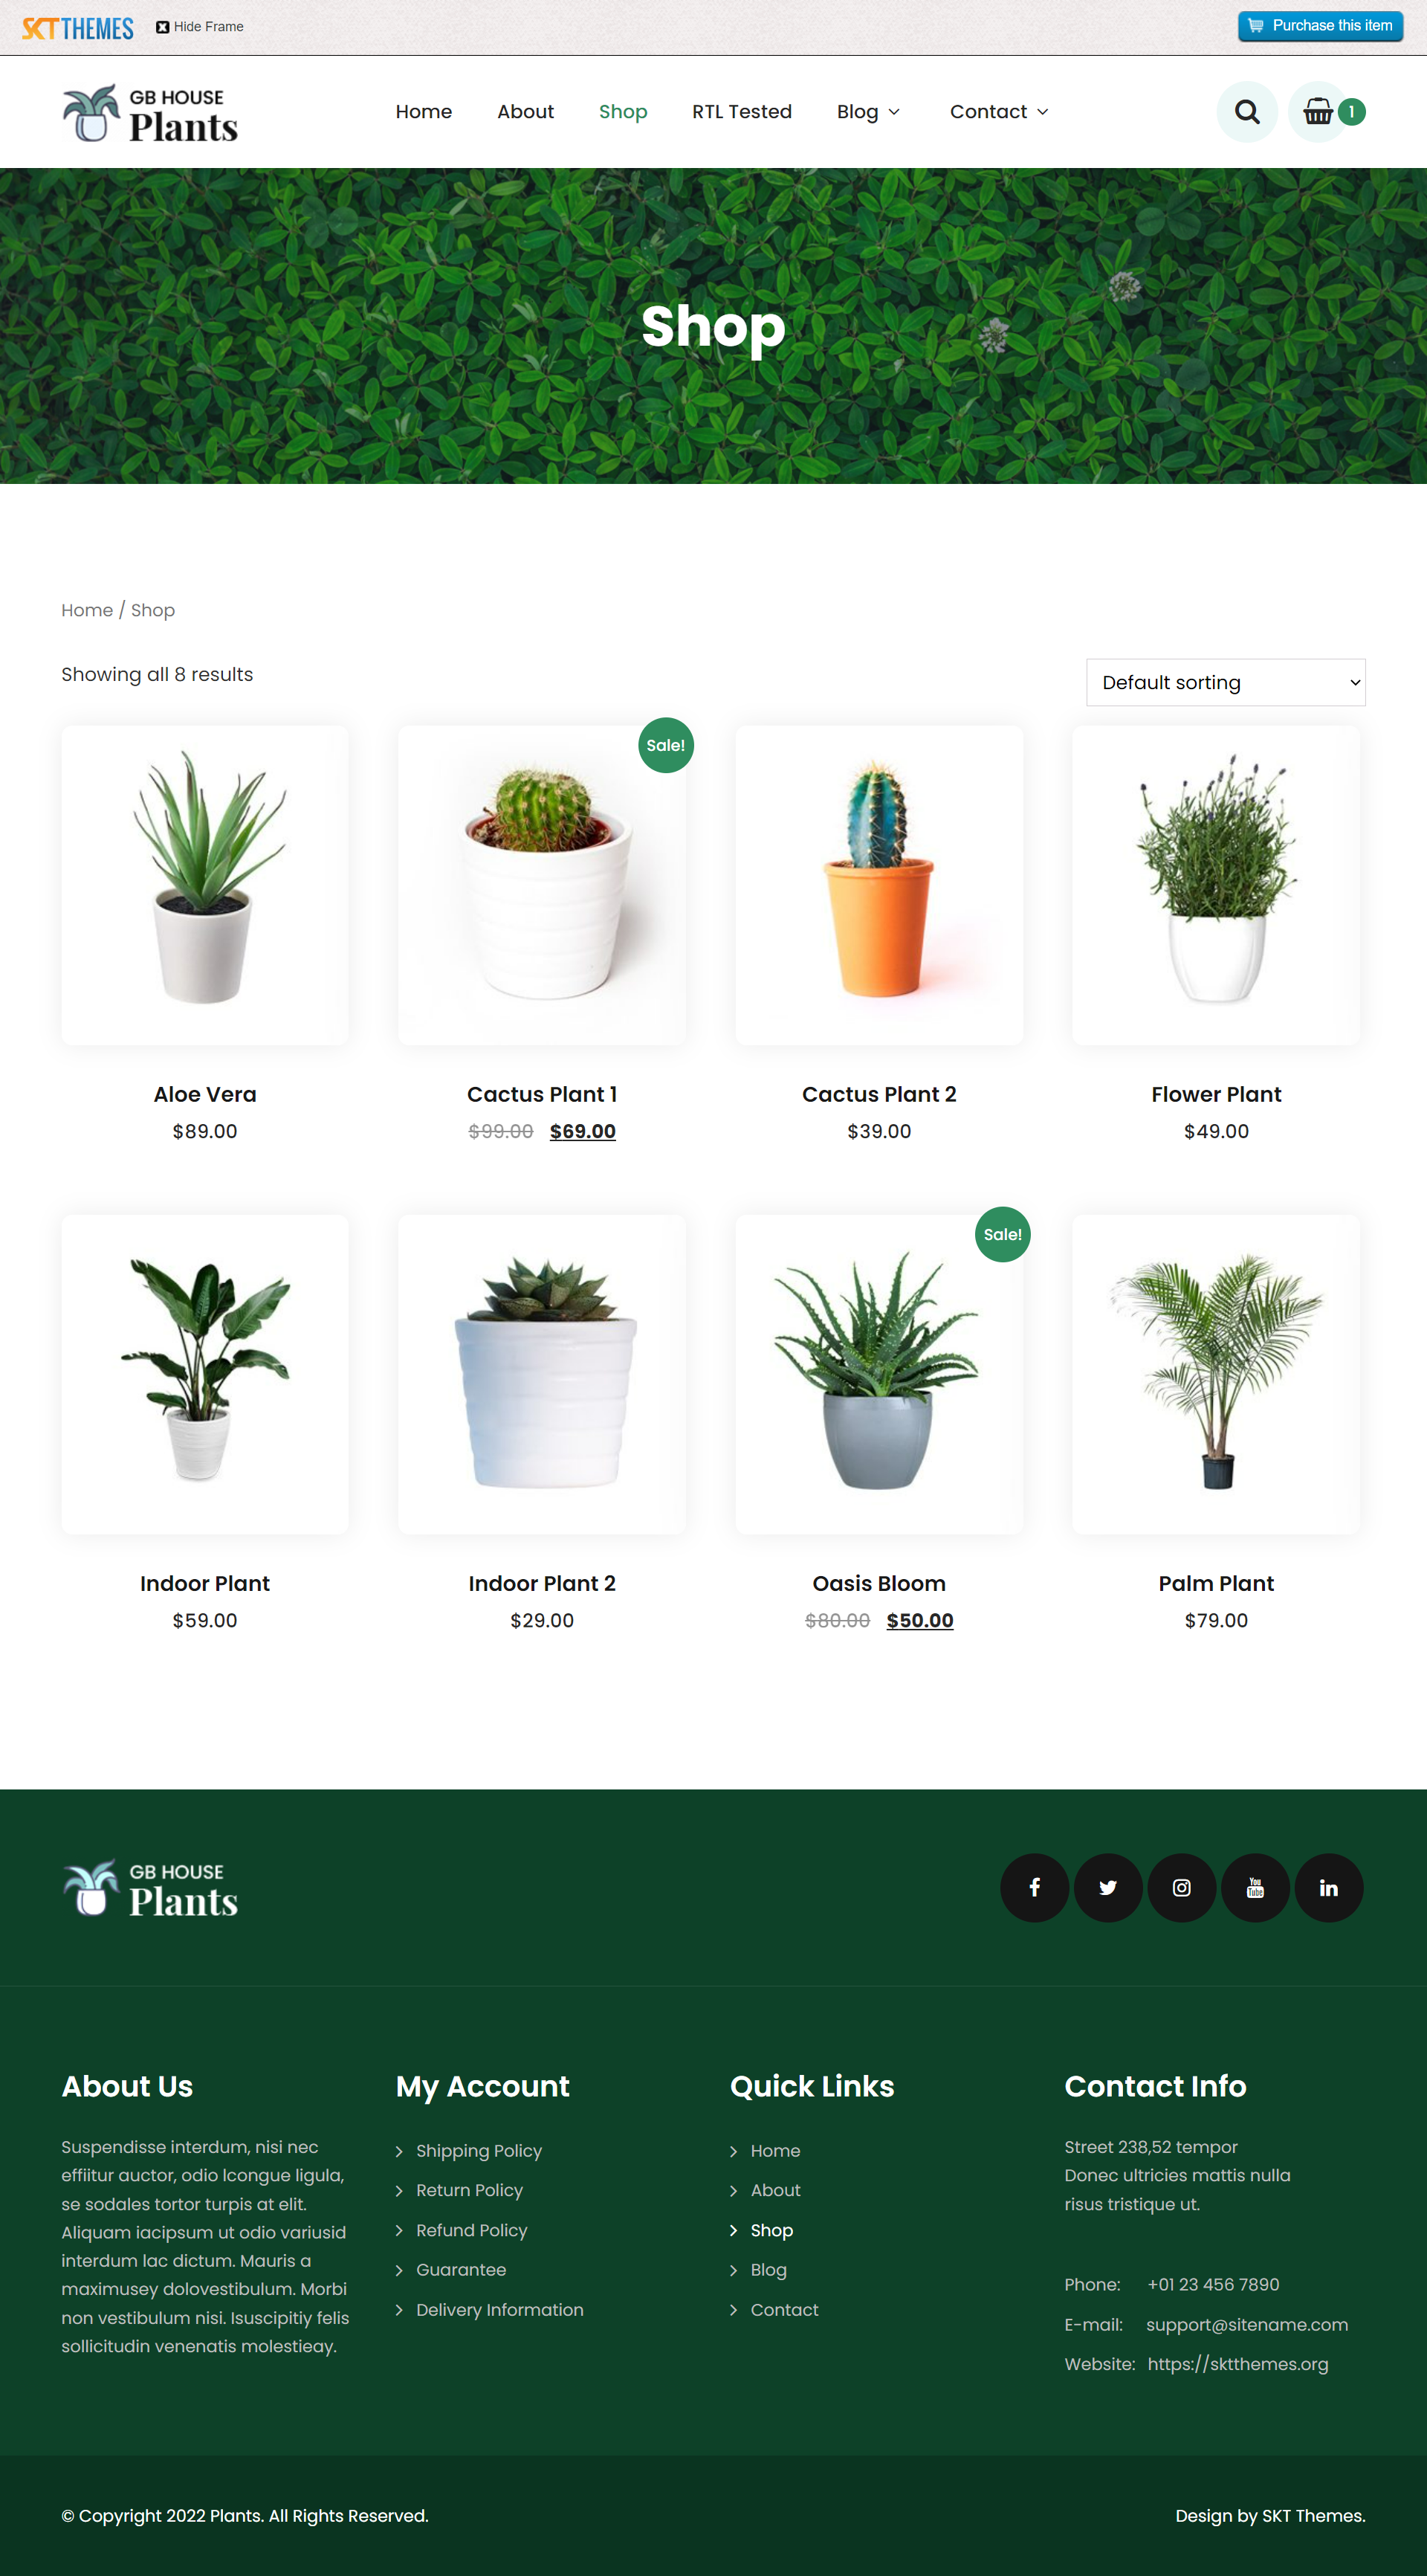 SKT THEMES
Hide Frame
Purchase this item
GB HOUSE
Plants
Home
About
Shop
RTL Tested
Blog
Contact
1
Shop
Home / Shop
Showing all 8 results
Default sorting
Sale!
Aloe Vera
$89.00
Cactus Plant 1
$99.00 $69.00
Cactus Plant 2
$39.00
Flower Plant
$49.00
Sale!
Indoor Plant
$59.00
Indoor Plant 2
$29.00
Oasis Bloom
$80.00 $50.00
Palm Plant
$79.00
GB HOUSE
Plants
You
Tube
in
About Us
Suspendisse interdum, nisi nec
effiitur auctor, odio lcongue ligula,
se sodales tortor turpis at elit.
Aliquam iacipsum ut odio variusid
interdum lac dictum. Mauris a
maximusey dolovestibulum. Morbi
non vestibulum nisi. Isuscipitiy felis
sollicitudin venenatis molestieay.
My Account
Shipping Policy
Return Policy
Refund Policy
Guarantee
Delivery Information
Quick Links
Home
About
Shop
Blog
Contact
Contact Info
Street 238,52 tempor
Donec ultricies mattis nulla
risus tristique ut.
Phone: +01 23 456 7890
E-mail: support@sitename.com
Website: https://sktthemes.org
© Copyright 2022 Plants. All Rights Reserved.
Design by SKT Themes.